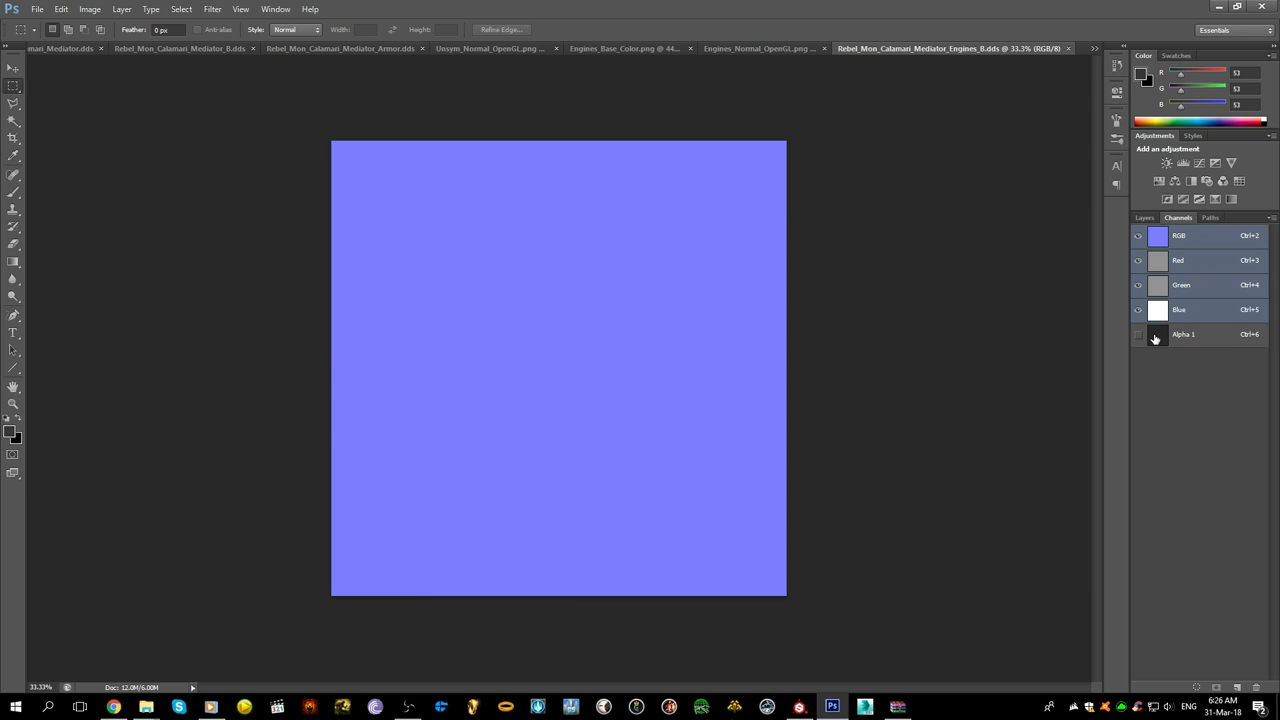 Ps File Edit Image Layer Type Select Filter View Window Help
Feather: 0 px Anti-alias Style: Normal Width: Height: Refine Edge... Essentials
mari_Mediator.dds Rebel_Mon_Calamari_Mediator_B.dds Rebel_Mon_Calamari_Mediator_Armor.dds Unsym_Normal_OpenGL.png ... Engines_Base_Color.png @ 44... Engines_Normal_OpenGL.png ... Rebel_Mon_Calamari_Mediator_Engines_B.dds @ 33.3% (RGB/8)
Color Swatches
R 53
G 53
B 53
Adjustments Styles
Add an adjustment
Layers Channels Paths
RGB Ctrl+2
Red Ctrl+3
Green Ctrl+4
Blue Ctrl+5
Alpha 1 Ctrl+6
33.33% Doc: 12.0M/6.00M
ENG 6:26 AM
31-Mar-18